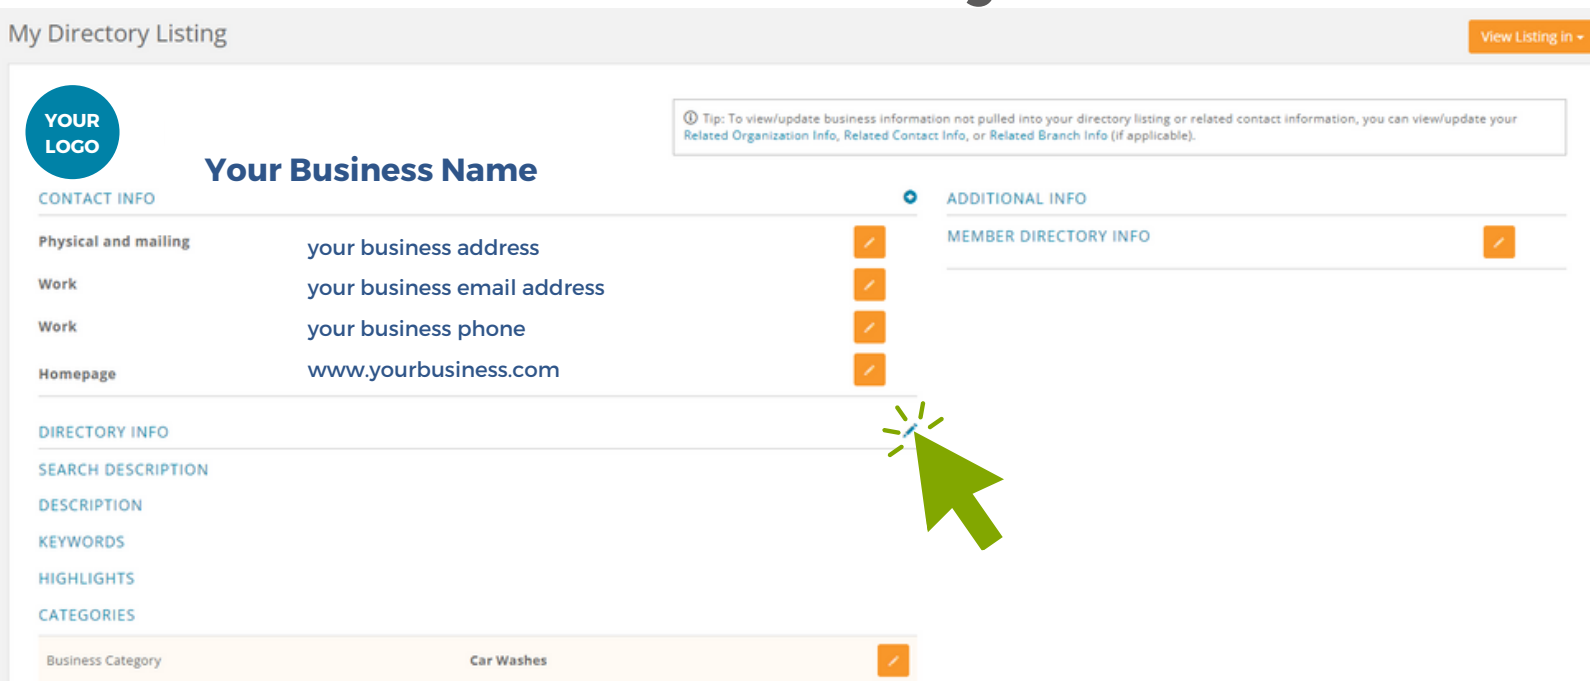 My Directory Listing
View Listing in
YOUR
LOGO
Your Business Name
Tip: To view/update business information not pulled into your directory listing or related contact information, you can view/update your
Related Organization Info, Related Contact Info, or Related Branch Info (if applicable).
CONTACT INFO
Physical and mailing
your business address
Work
your business email address
Work
your business phone
Homepage
www.yourbusiness.com
DIRECTORY INFO
SEARCH DESCRIPTION
DESCRIPTION
KEYWORDS
HIGHLIGHTS
CATEGORIES
Business Category
Car Washes
ADDITIONAL INFO
MEMBER DIRECTORY INFO